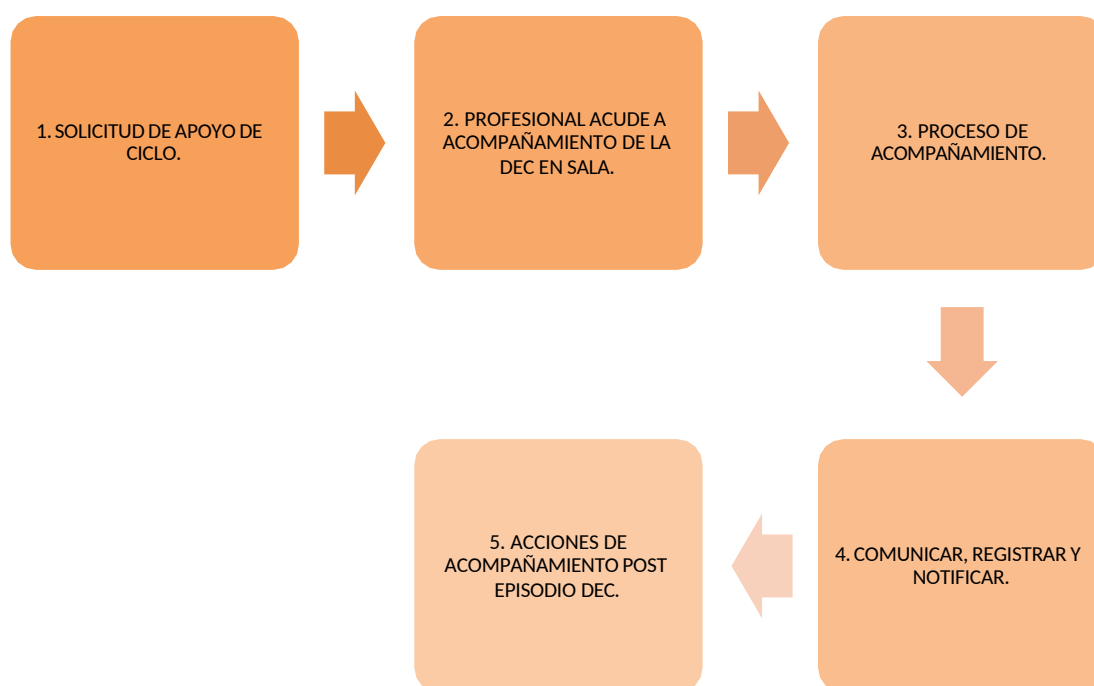 1. SOLICITUD DE APOYO DE
CICLO.
2. PROFESIONAL ACUDE A
ACOMPAÑAMIENTO DE LA
DEC EN SALA.
3. PROCESO DE
ACOMPAÑAMIENTO.
4. COMUNICAR, REGISTRAR Y
NOTIFICAR.
5. ACCIONES DE
ACOMPAÑAMIENTO POST
EPISODIO DEC.